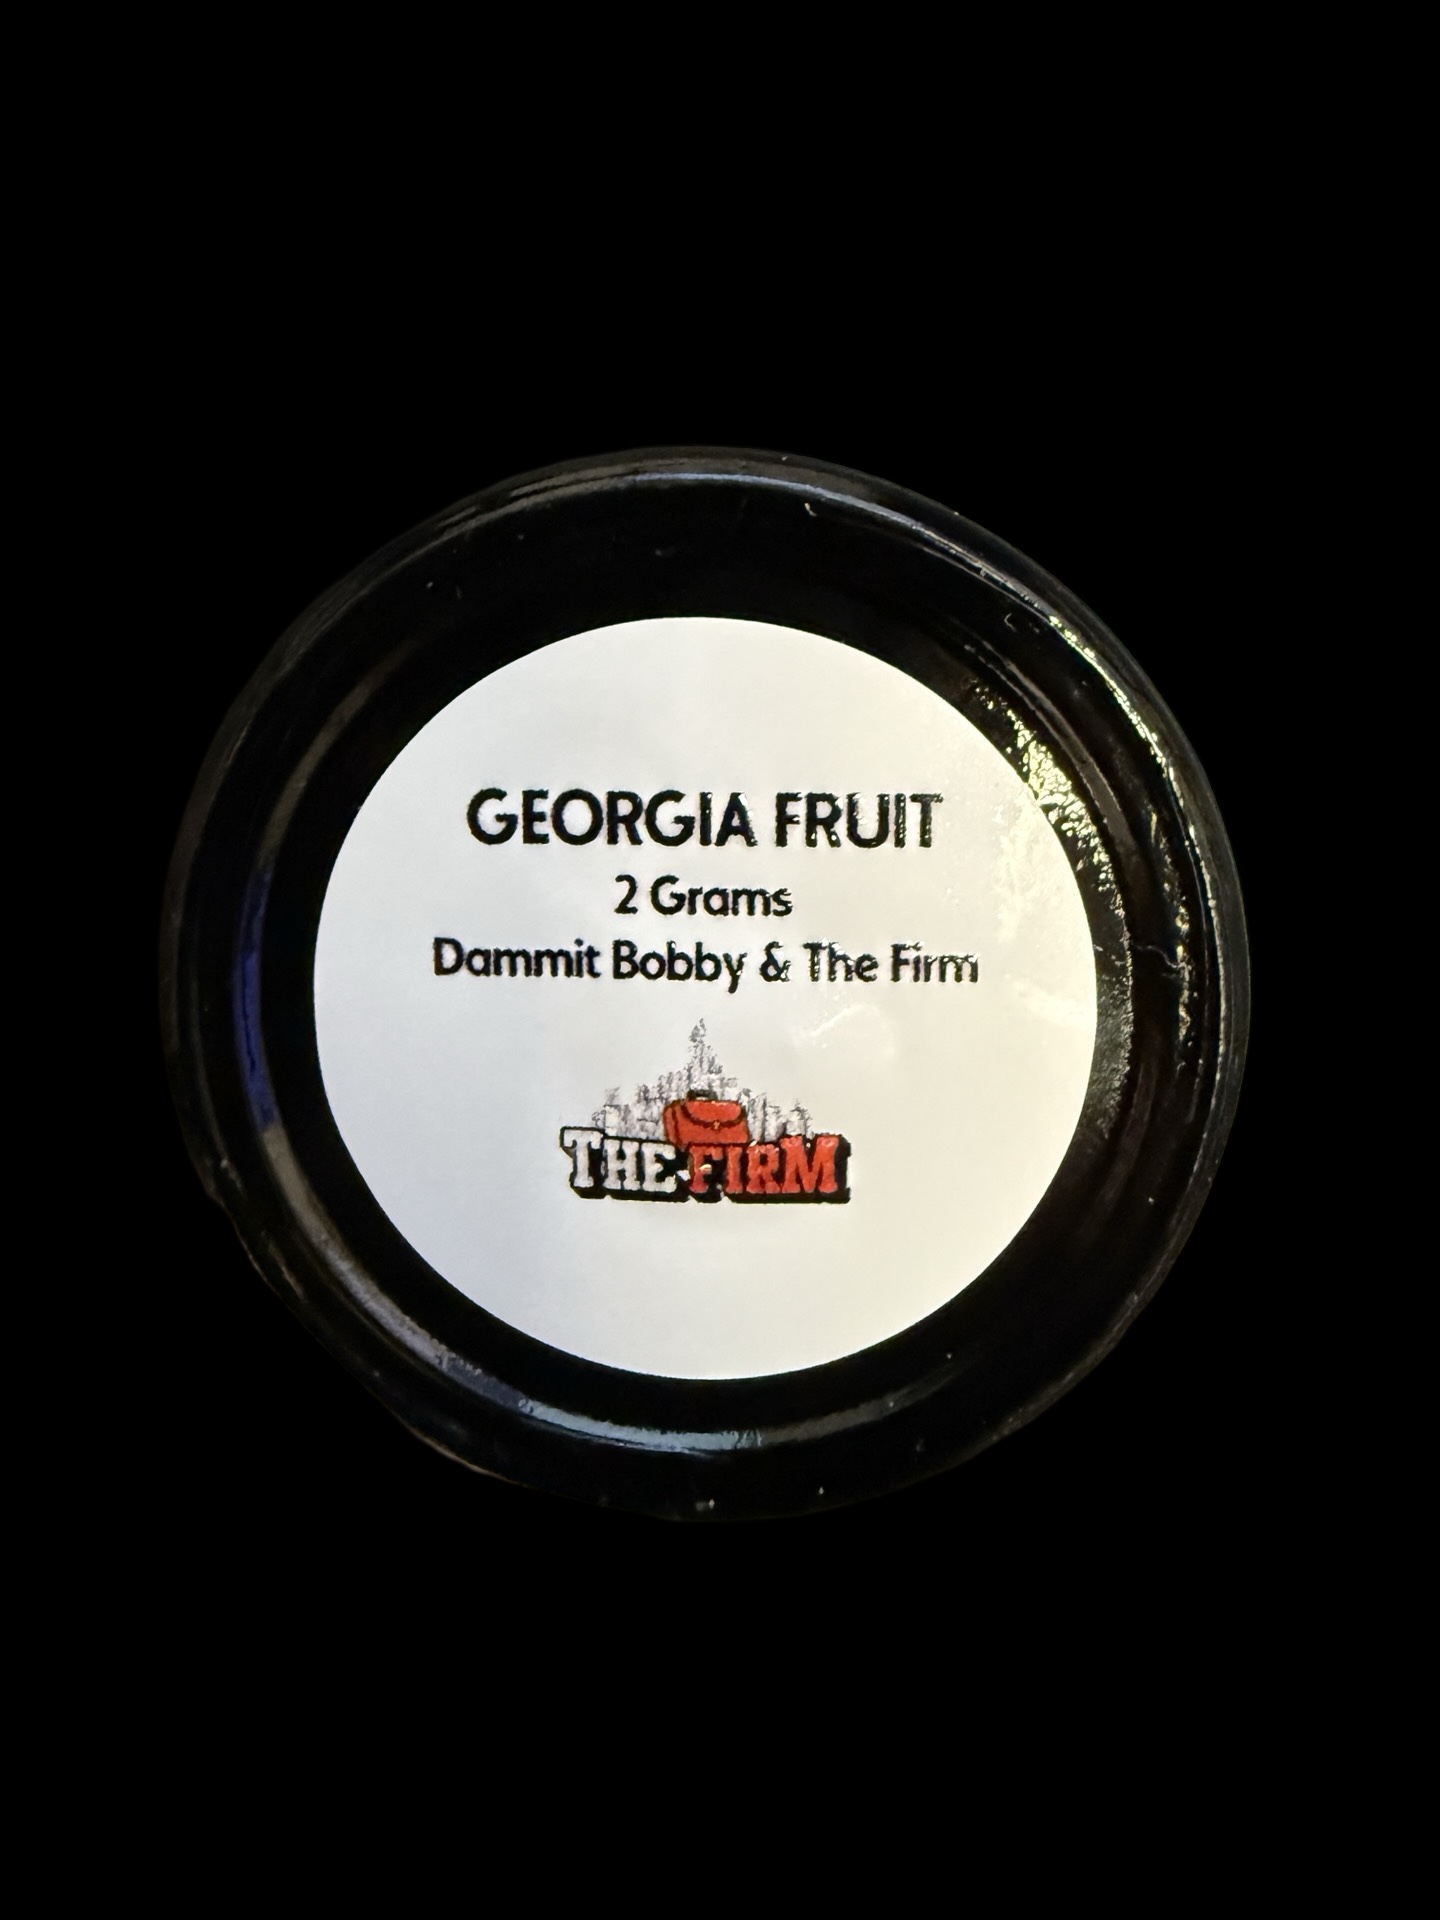 GEORGIA FRUIT
2 Grams
Dammit Bobby & The Firm
THE FIRM